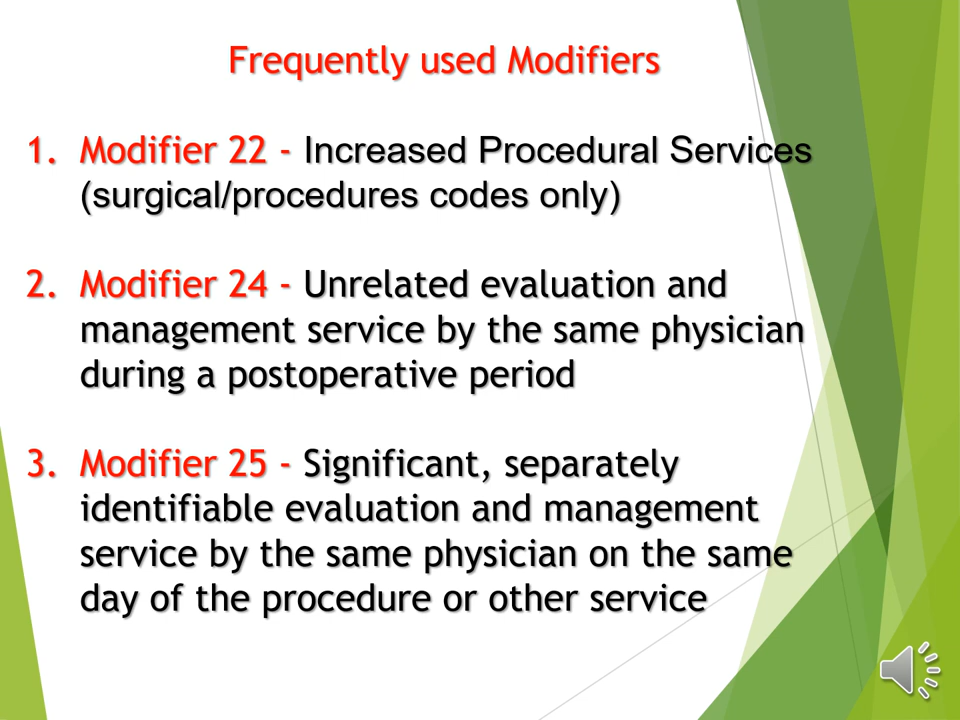 Frequently used Modifiers
1. Modifier 22 - Increased Procedural Services
(surgical/procedures codes only)
2. Modifier 24 - Unrelated evaluation and
management service by the same physician
during a postoperative period
3. Modifier 25 - Significant, separately
identifiable evaluation and management
service by the same physician on the same
day of the procedure or other service